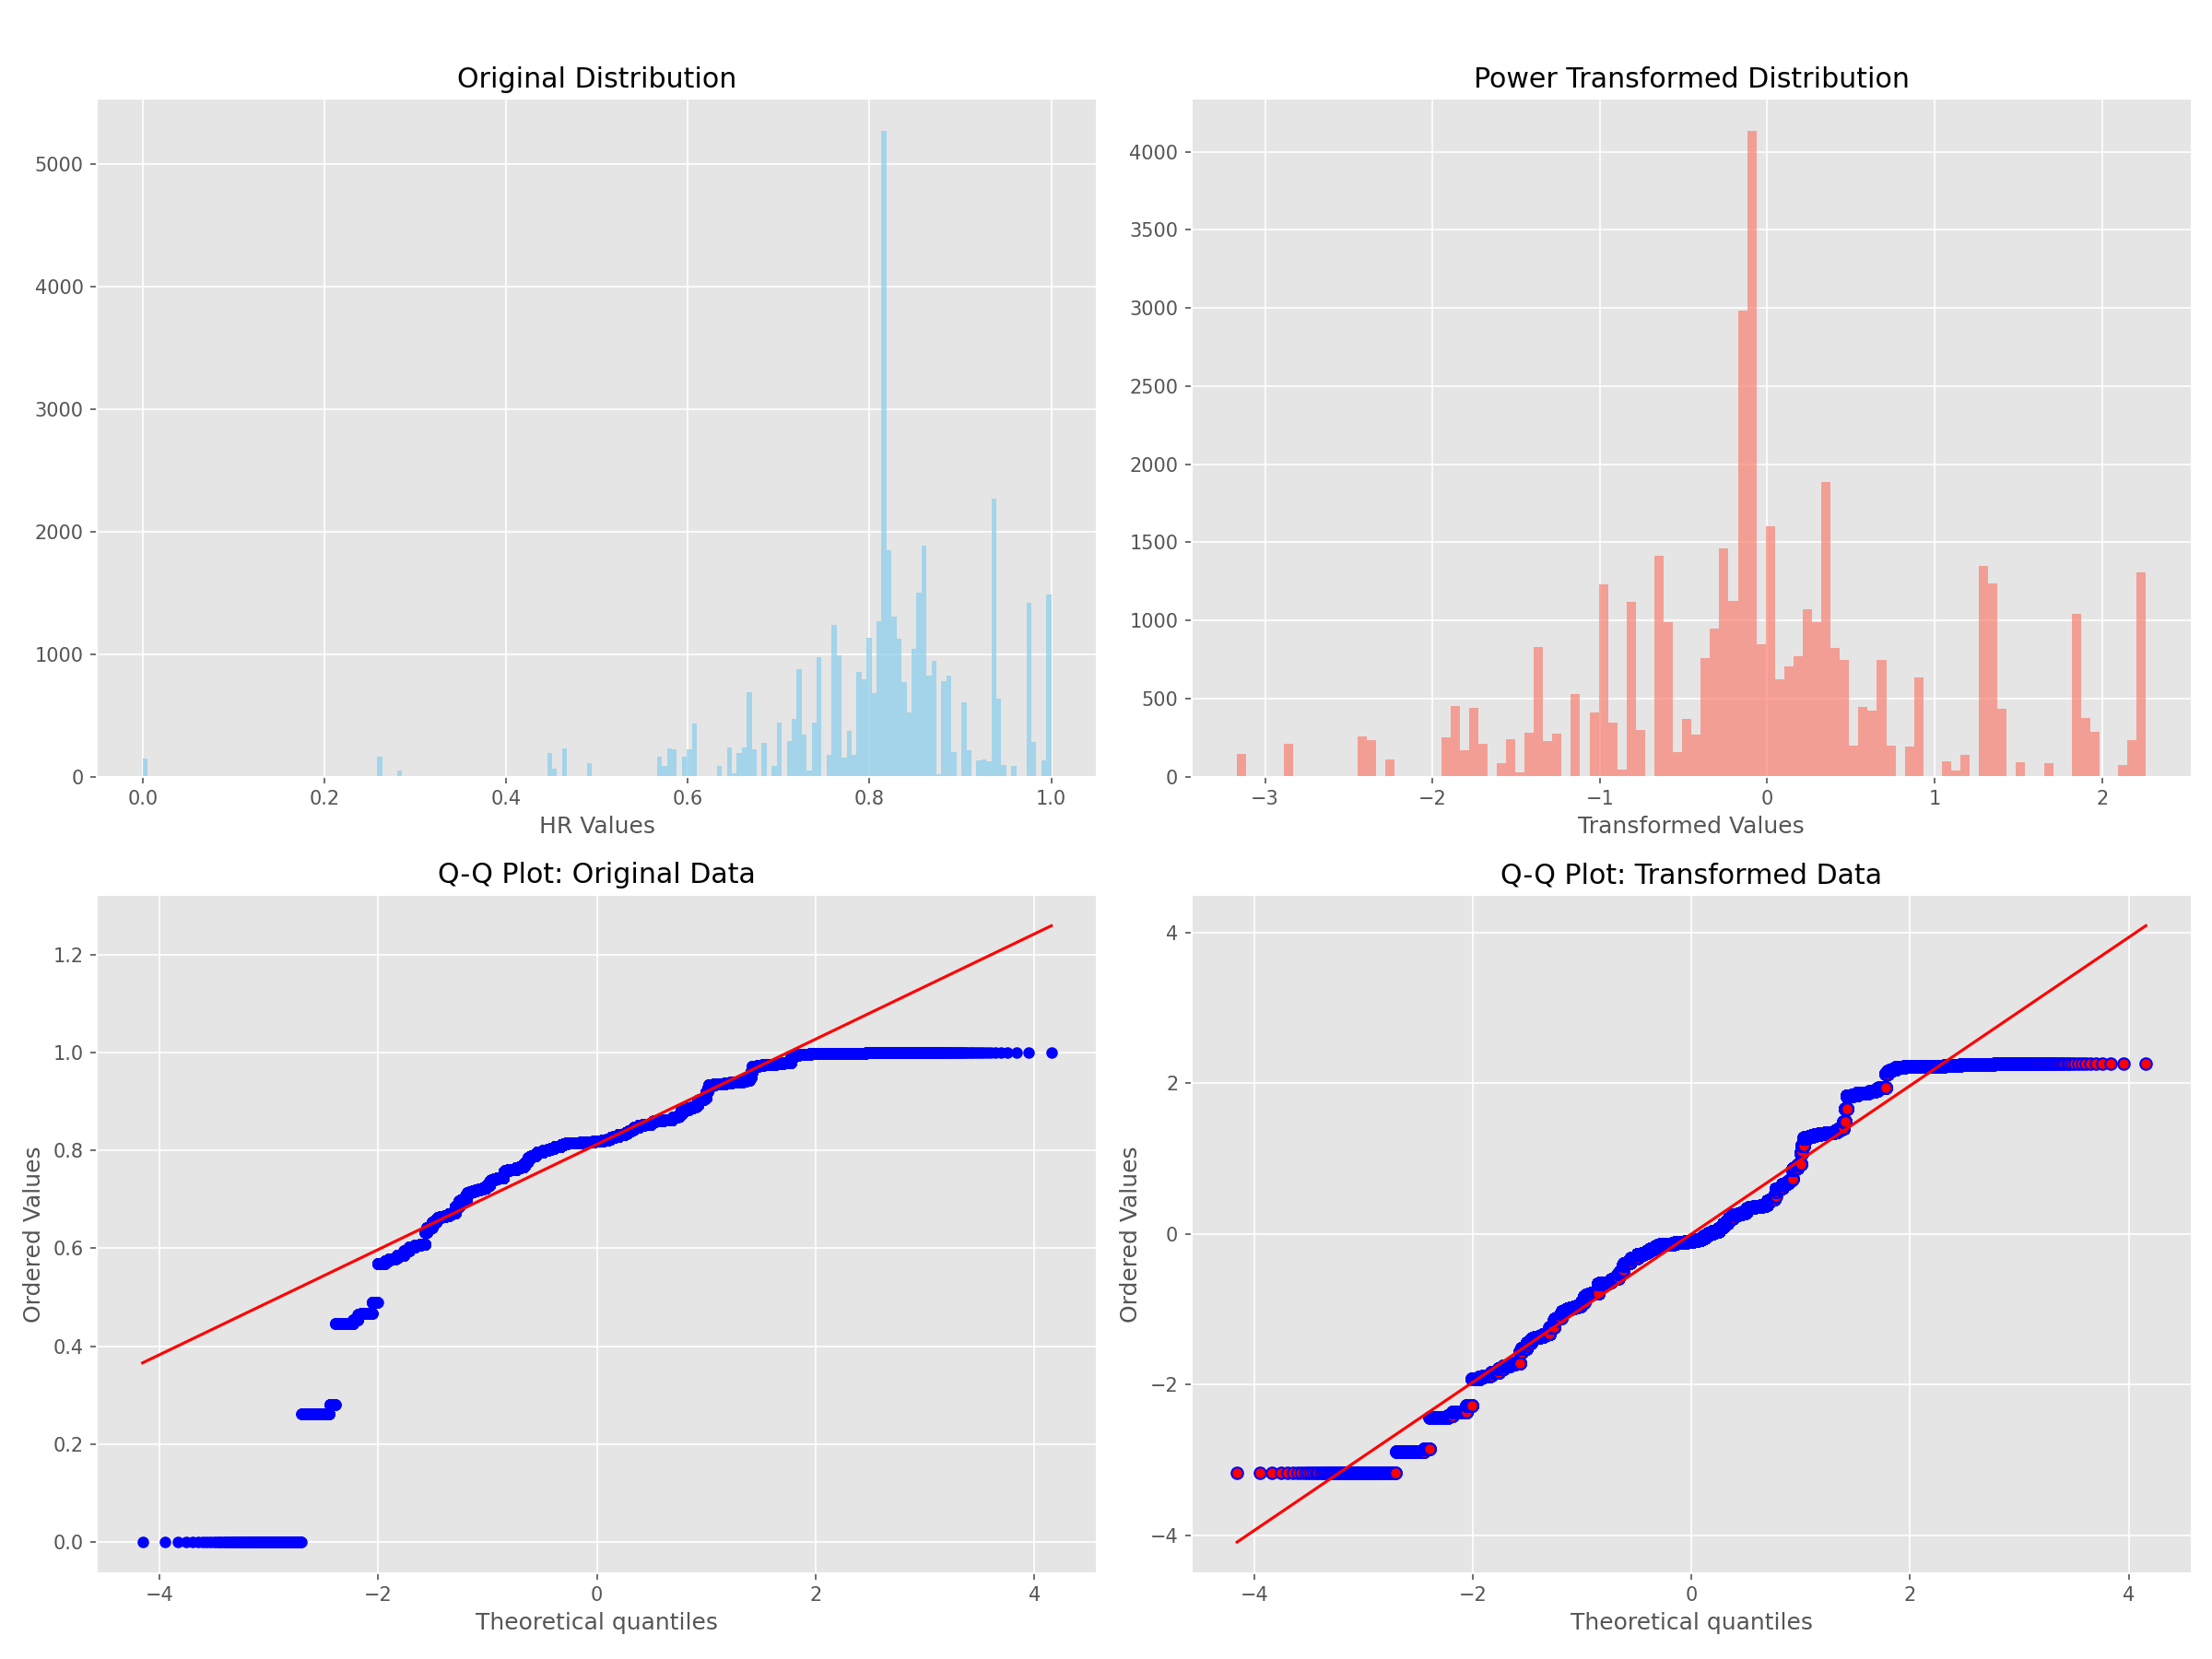 Original Distribution
5000
4000
3000
2000
1000
0
0.0 0.2 0.4 0.6 0.8 1.0
HR Values
Power Transformed Distribution
4000
3500
3000
2500
2000
1500
1000
500
0
−3 −2 −1 0 1 2
Transformed Values
Q-Q Plot: Original Data
Ordered Values
1.2
1.0
0.8
0.6
0.4
0.2
0.0
−4 −2 0 2 4
Theoretical quantiles
Q-Q Plot: Transformed Data
Ordered Values
4
2
0
−2
−4
−4 −2 0 2 4
Theoretical quantiles